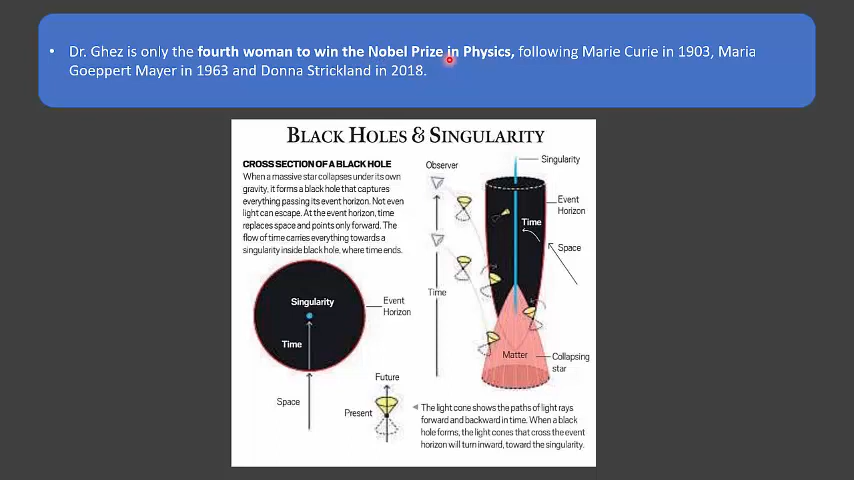 • Dr. Ghez is only the fourth woman to win the Nobel Prize in Physics, following Marie Curie in 1903, Maria
Goeppert Mayer in 1963 and Donna Strickland in 2018.
BLACK HOLES & SINGULARITY
CROSS SECTION OF A BLACK HOLE
When a massive star collapses under its own
gravity, it forms a black hole that captures
everything passing its event horizon. Not even
light can escape. At the event horizon, time
replaces space and points only forward. The
flow of time carries everything towards a
singularity inside black hole, where time ends.
Singularity
Time
Event
Horizon
Space
Observer
Time
Singularity
Event
Horizon
Time
Space
Matter
Collapsing
star
Future
Present
The light cone shows the paths of light rays
forward and backward in time. When a black
hole forms, the light cones that cross the event
horizon will turn inward, toward the singularity.